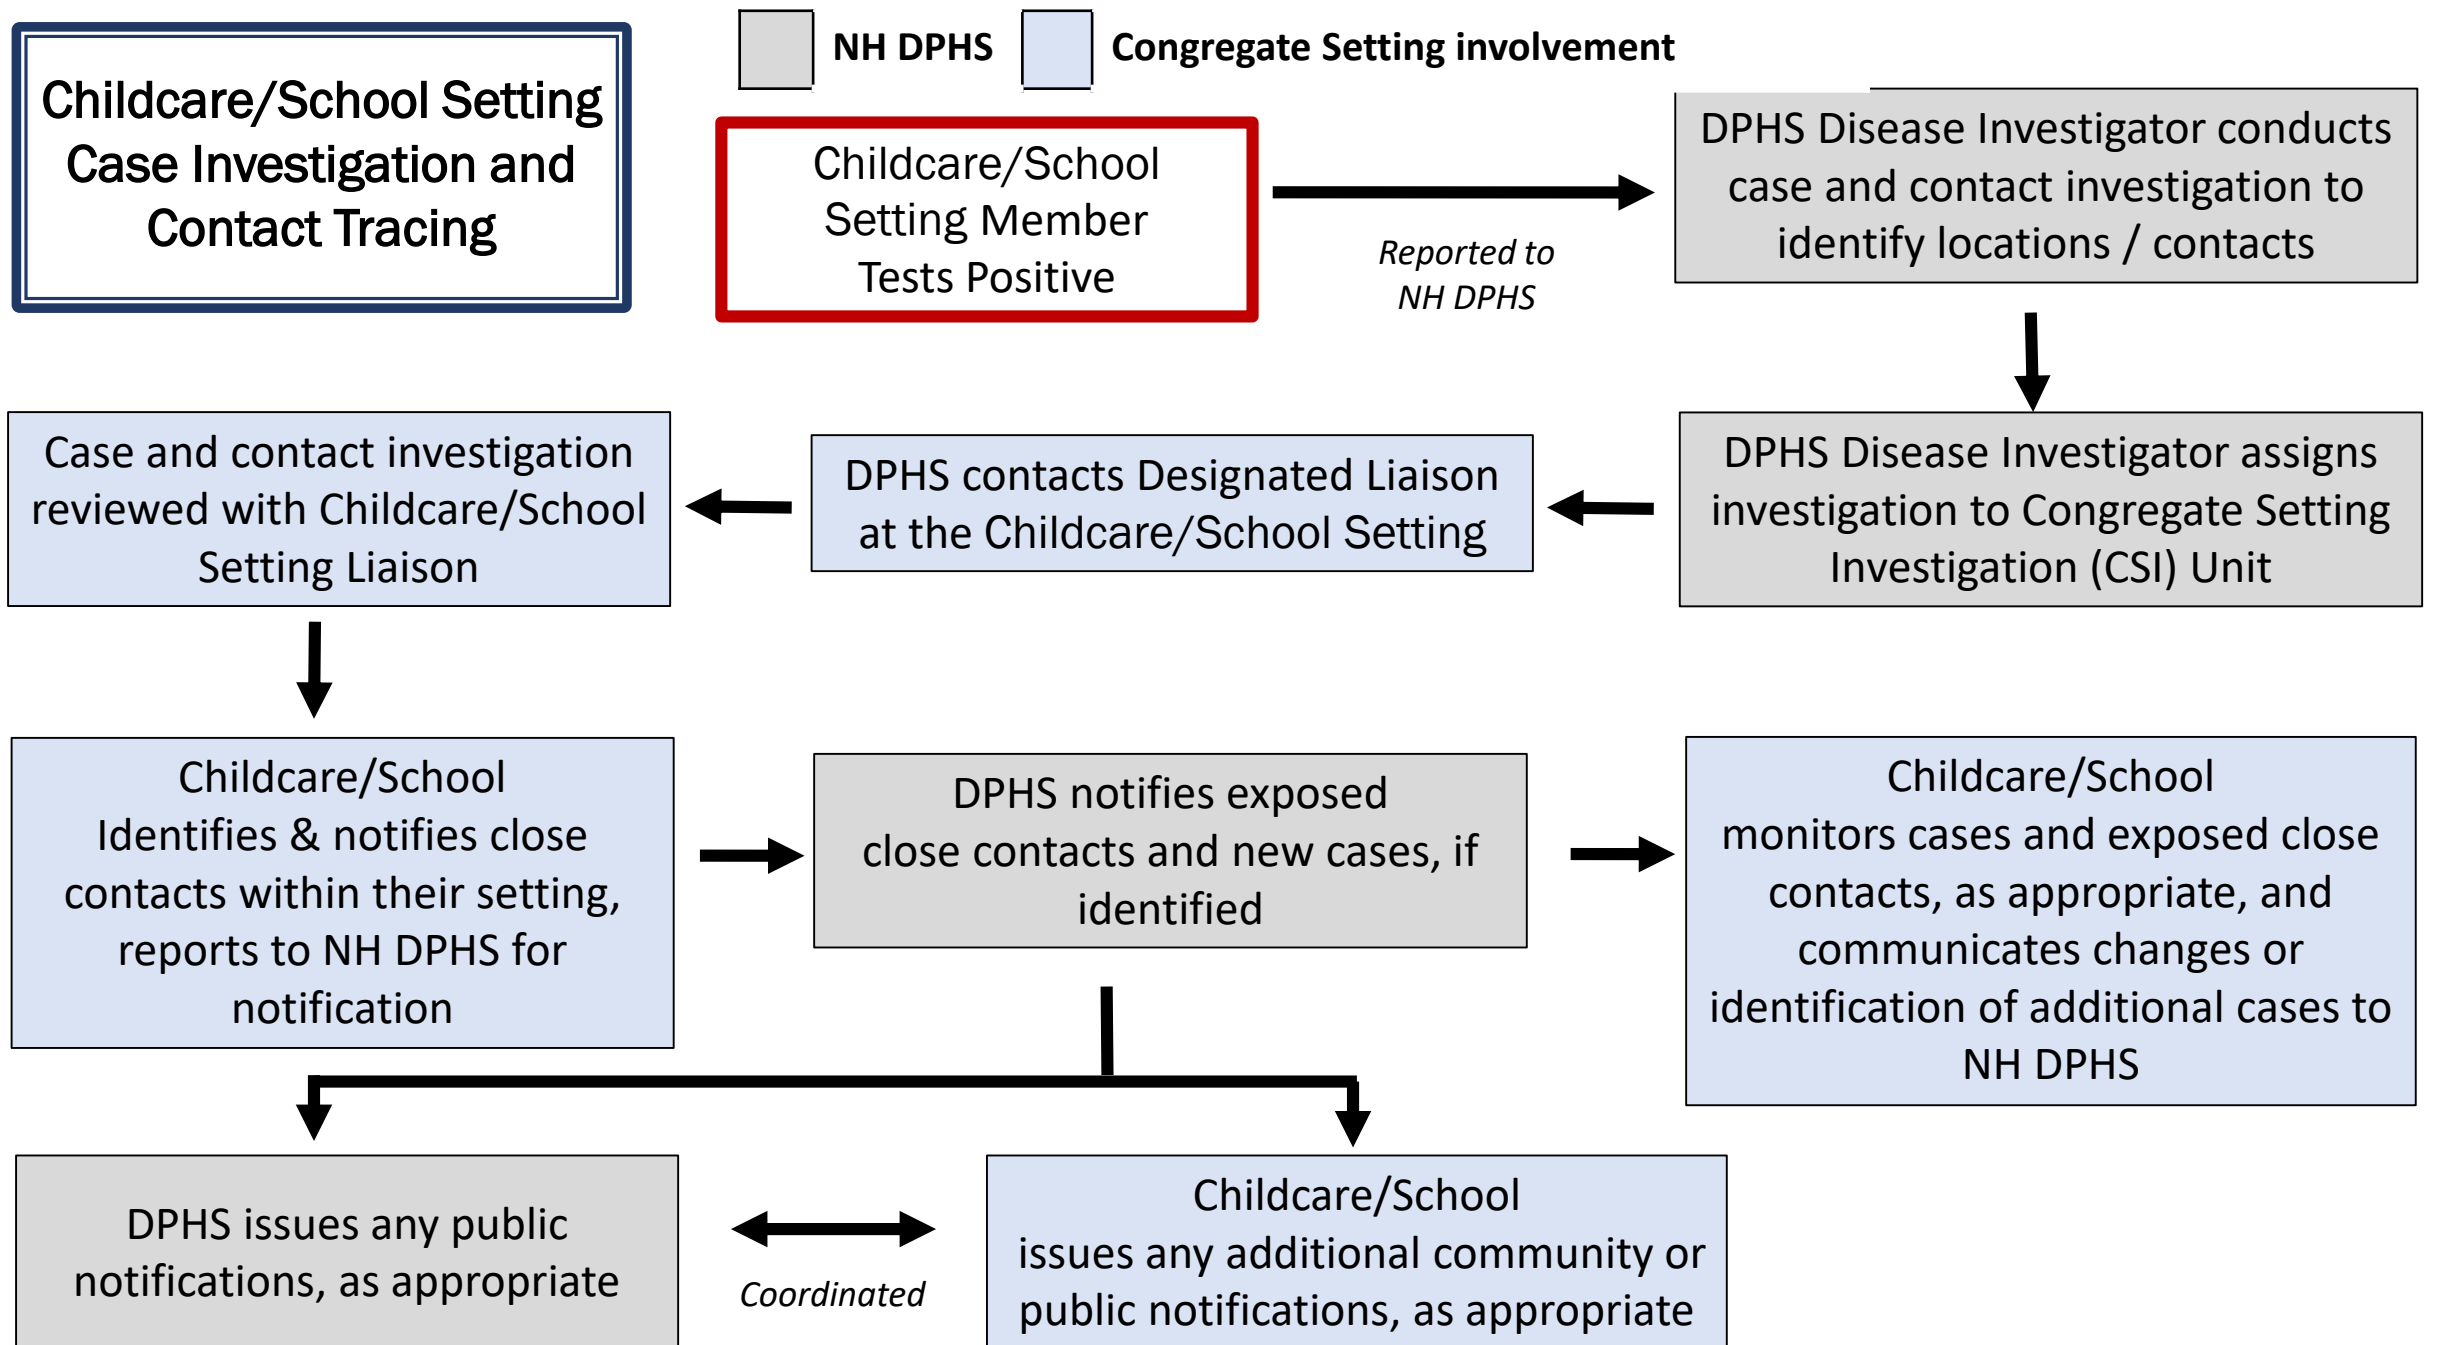 Childcare/School Setting
Case Investigation and
Contact Tracing
NH DPHS
Congregate Setting involvement
Childcare/School
Setting Member
Tests Positive
Reported to
NH DPHS
DPHS Disease Investigator conducts
case and contact investigation to
identify locations / contacts
DPHS Disease Investigator assigns
investigation to Congregate Setting
Investigation (CSI) Unit
DPHS contacts Designated Liaison
at the Childcare/School Setting
Case and contact investigation
reviewed with Childcare/School
Setting Liaison
Childcare/School
Identifies & notifies close
contacts within their setting,
reports to NH DPHS for
notification
DPHS notifies exposed
close contacts and new cases, if
identified
Childcare/School
monitors cases and exposed close
contacts, as appropriate, and
communicates changes or
identification of additional cases to
NH DPHS
DPHS issues any public
notifications, as appropriate
Coordinated
Childcare/School
issues any additional community or
public notifications, as appropriate